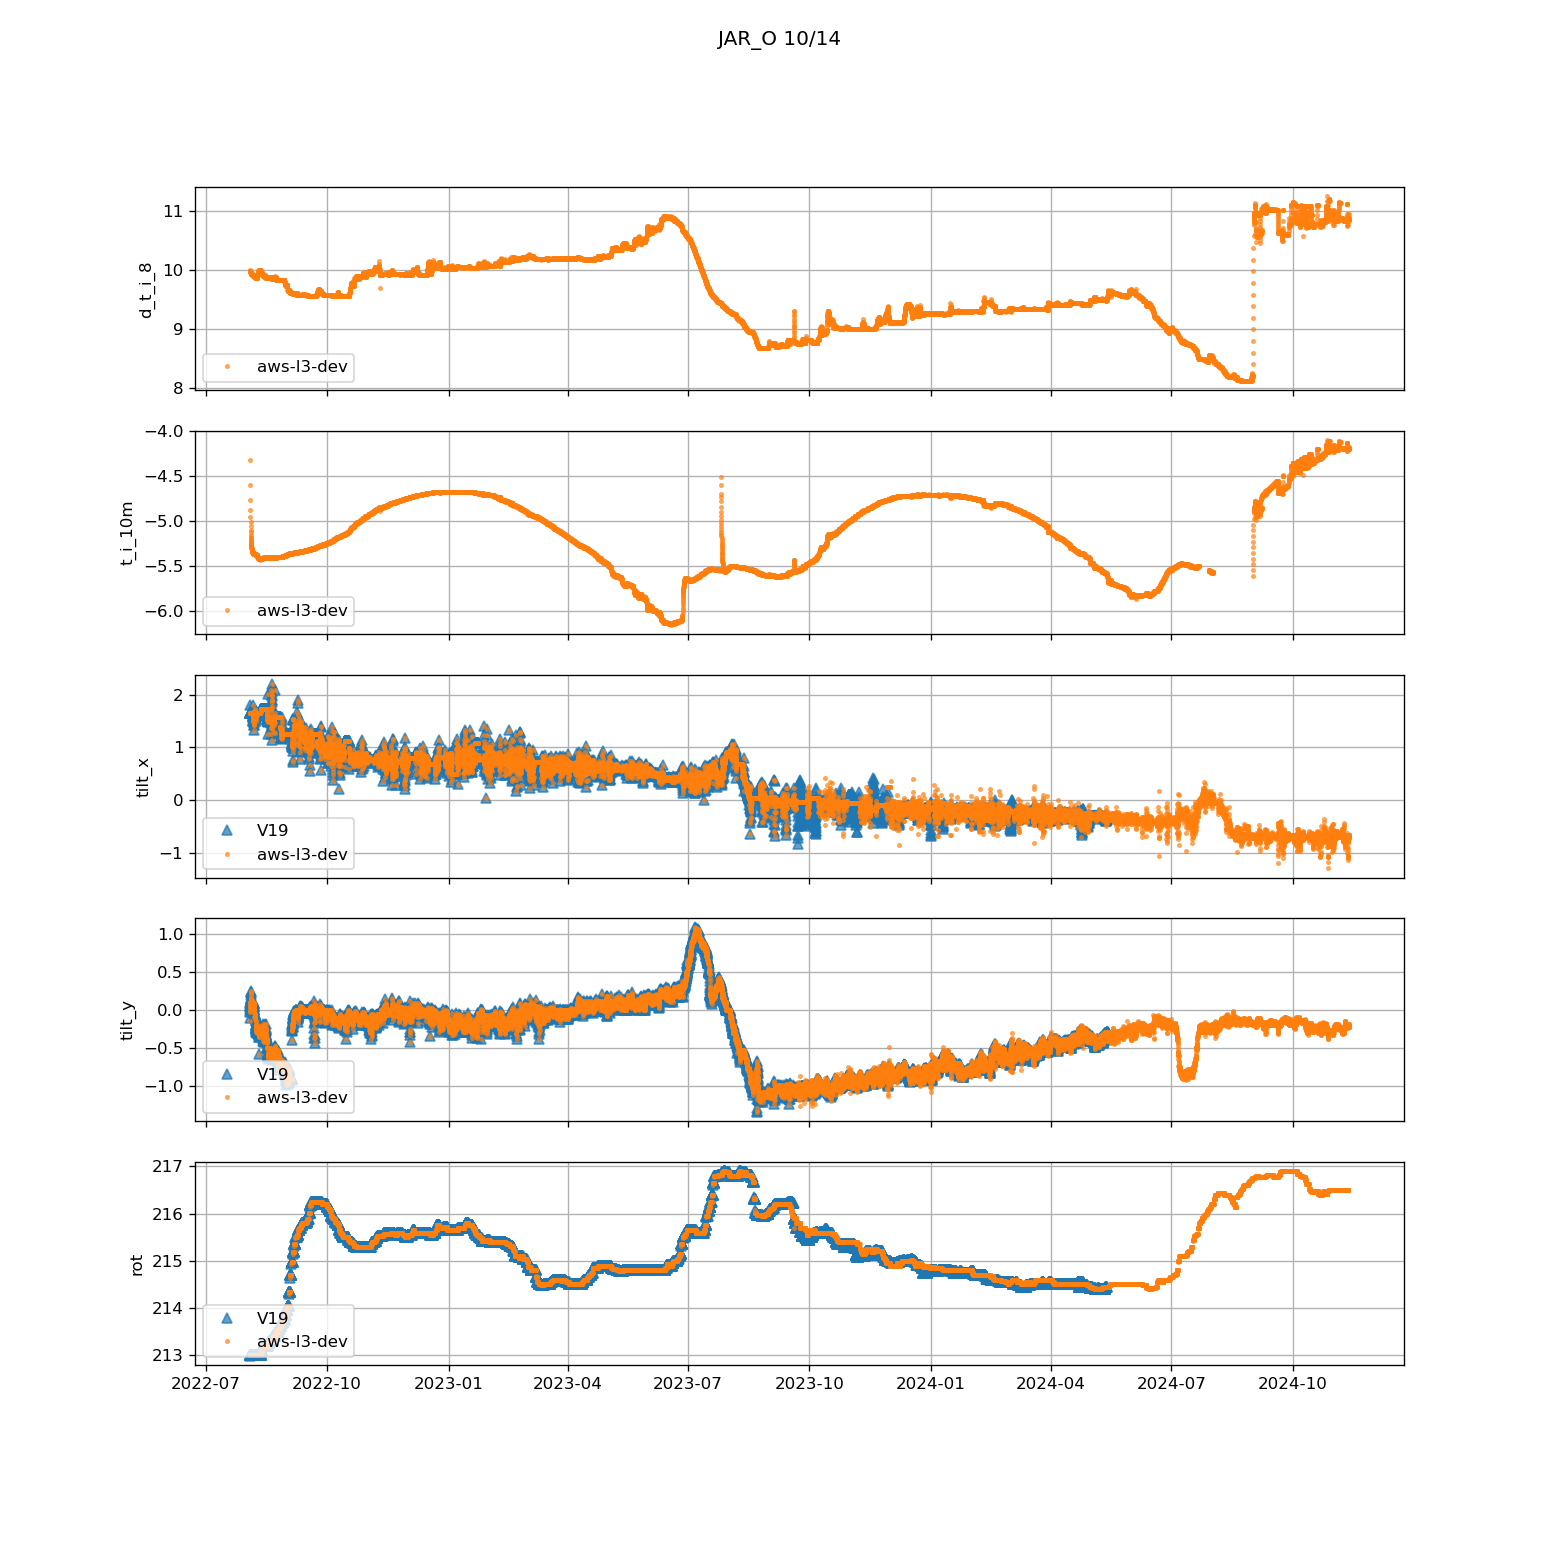 JAR_O 10/14
11
10
9
8
d_t_i_8
aws-l3-dev
−4.0
−4.5
−5.0
−5.5
−6.0
t_i_10m
aws-l3-dev
2
1
0
−1
tilt_x
V19
aws-l3-dev
1.0
0.5
0.0
−0.5
−1.0
tilt_y
V19
aws-l3-dev
217
216
215
214
213
rot
V19
aws-l3-dev
2022-07 2022-10 2023-01 2023-04 2023-07 2023-10 2024-01 2024-04 2024-07 2024-10